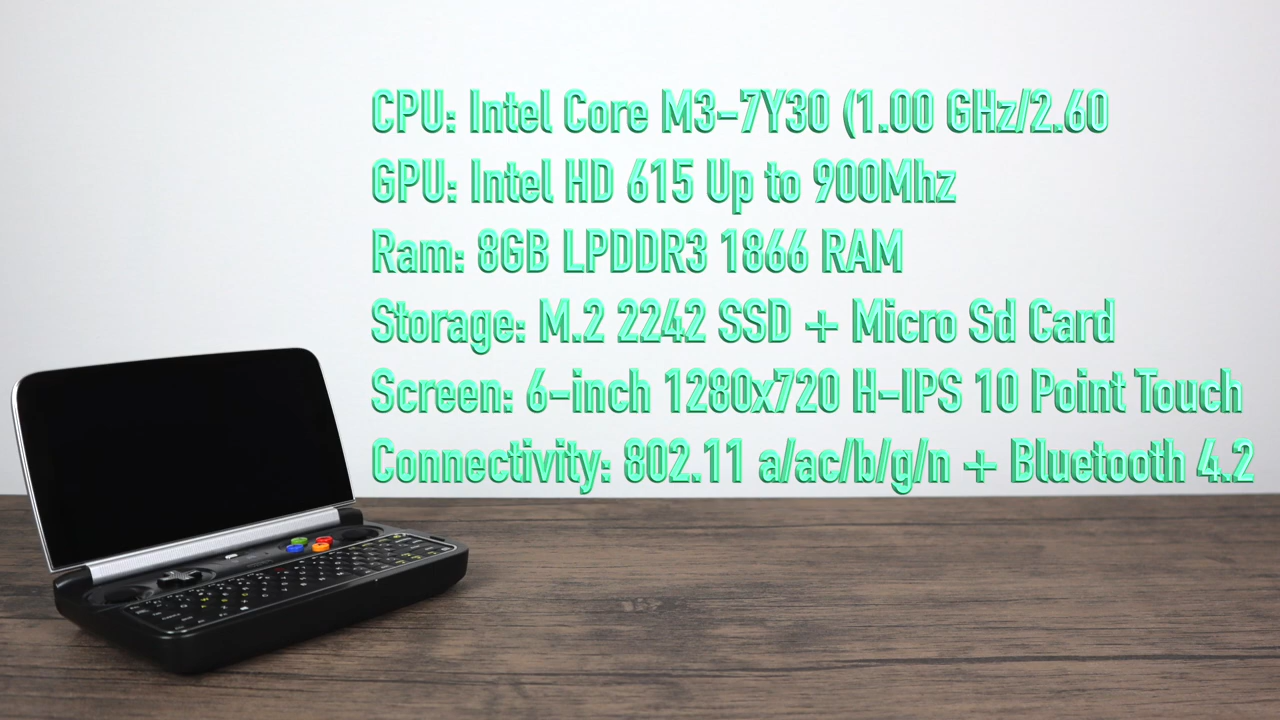 CPU: Intel Core M3-7Y30 (1.00 GHz/2.60
GPU: Intel HD 615 Up to 900Mhz
Ram: 8GB LPDDR3 1866 RAM
Storage: M.2 2242 SSD + Micro Sd Card
Screen: 6-inch 1280x720 H-IPS 10 Point Touch
Connectivity: 802.11 a/ac/b/g/n + Bluetooth 4.2